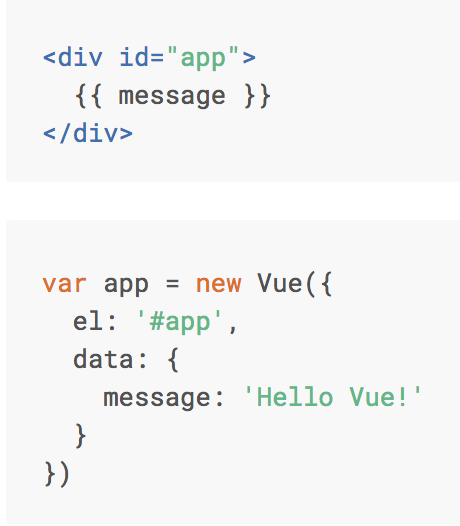 <div id="app">
  {{ message }}
</div>
var app = new Vue({
  el: '#app',
  data: {
    message: 'Hello Vue!'
  }
})